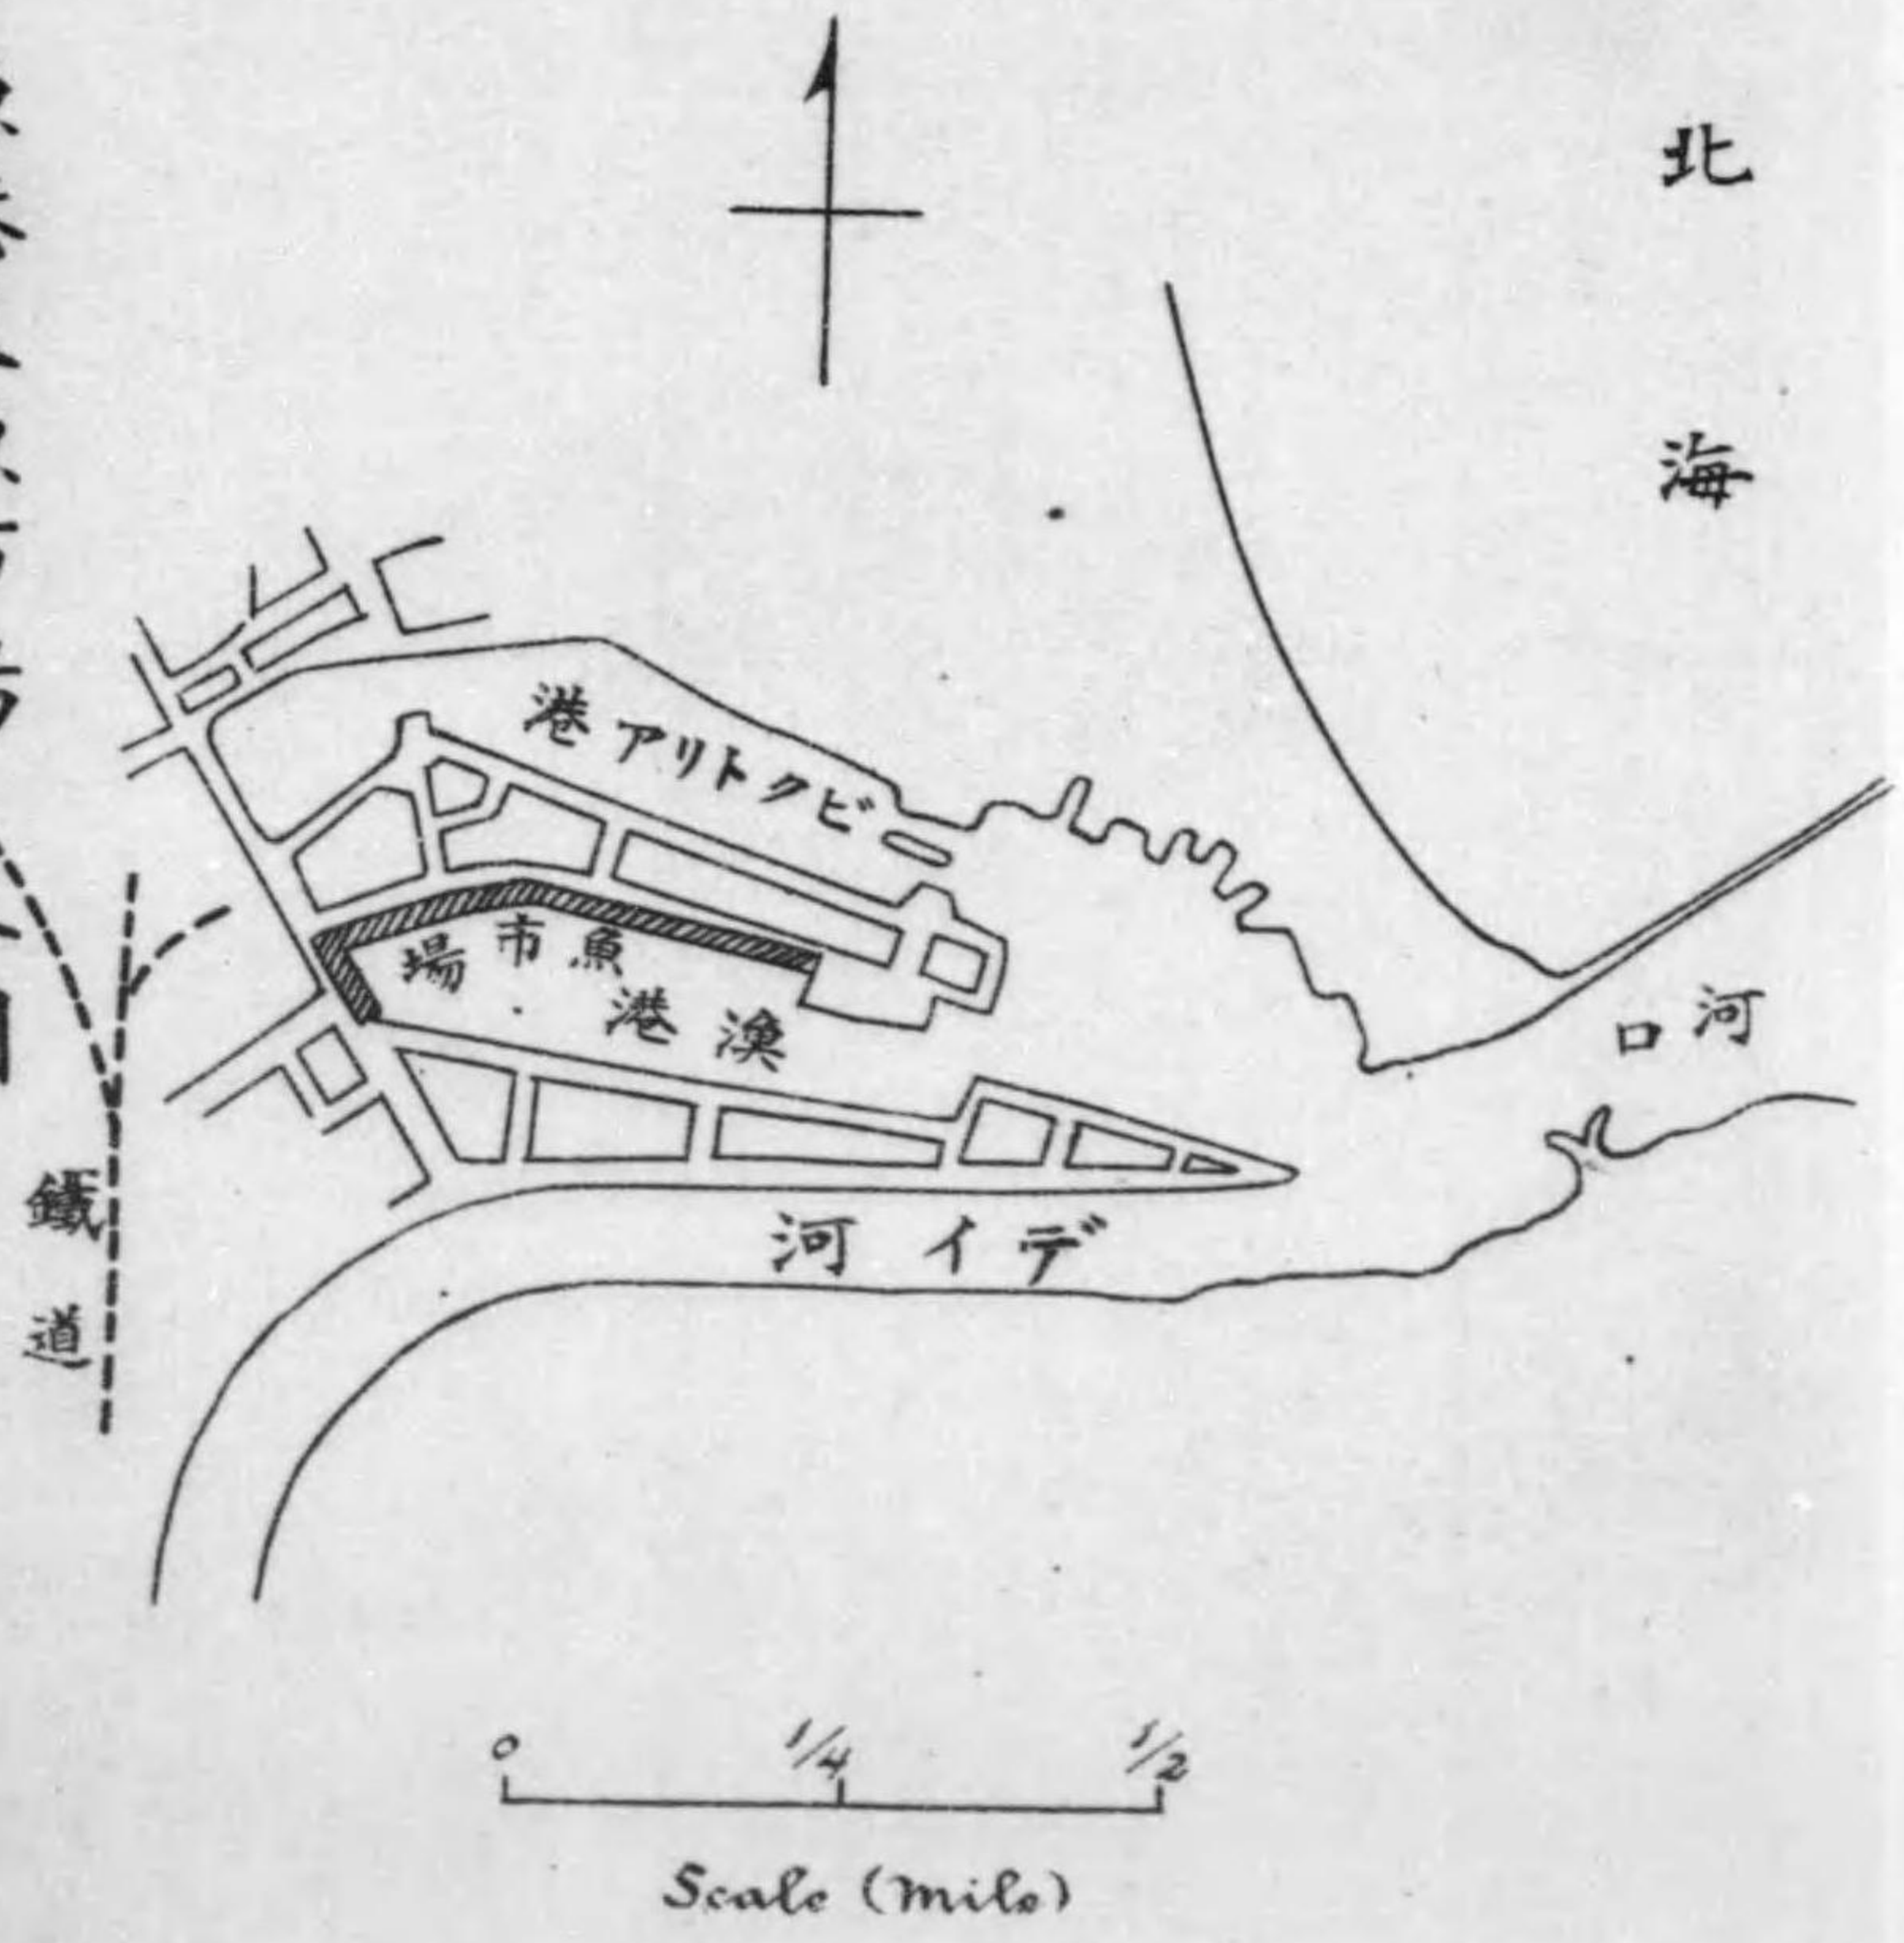 北海
港アリトクビ
場市魚
港漁
口河
河イデ
鐵道
0 1/4 1/2
Scale (mile)